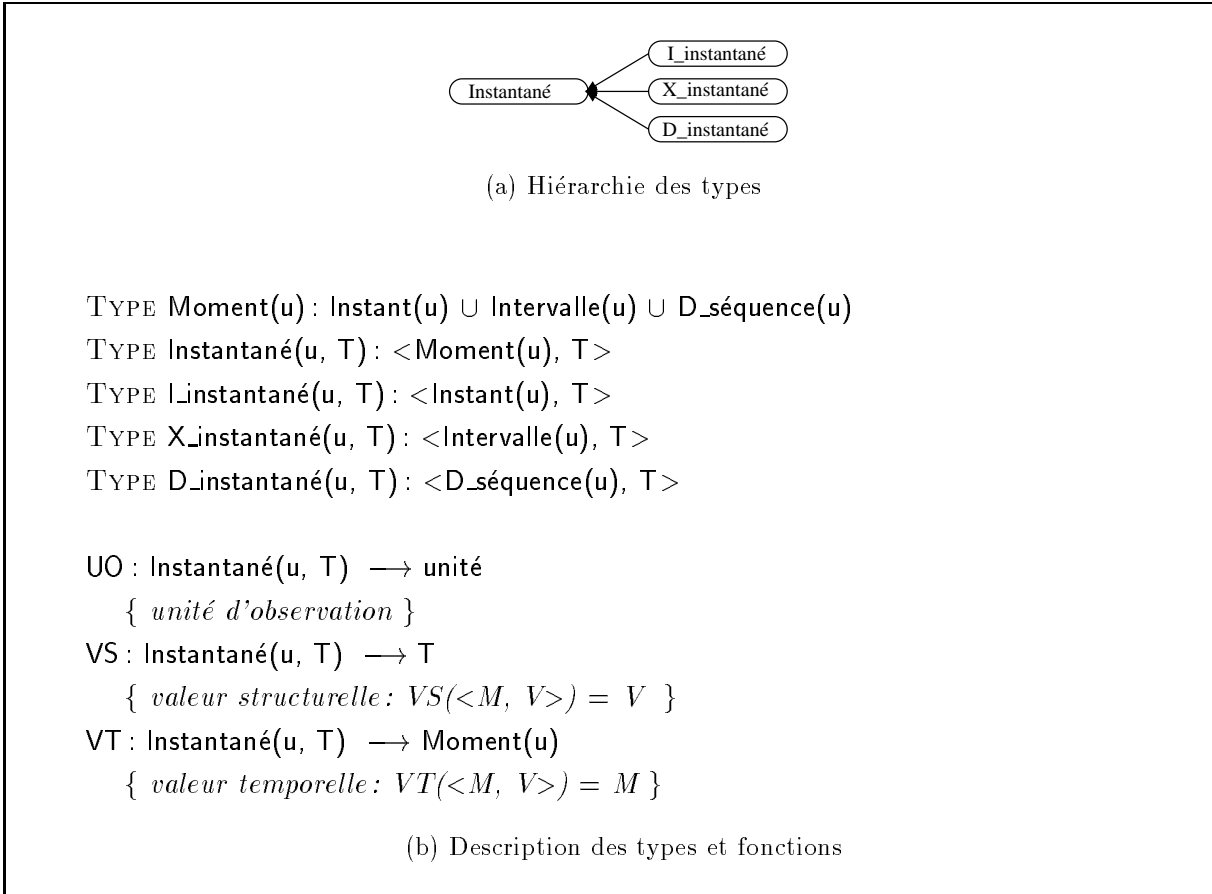 I_instantané
Instantané
X_instantané
D_instantané
(a) Hiérarchie des types
TYPE Moment(u) : Instant(u) ∪ Intervalle(u) ∪ D_séquence(u)
TYPE Instantané(u, T) : <Moment(u), T>
TYPE I_instantané(u, T) : <Instant(u), T>
TYPE X_instantané(u, T) : <Intervalle(u), T>
TYPE D_instantané(u, T) : <D_séquence(u), T>
UO : Instantané(u, T) ⟶ unité
{ unité d'observation }
VS : Instantané(u, T) ⟶ T
{ valeur structurelle : VS(<M, V>) = V }
VT : Instantané(u, T) ⟶ Moment(u)
{ valeur temporelle : VT(<M, V>) = M }
(b) Description des types et fonctions